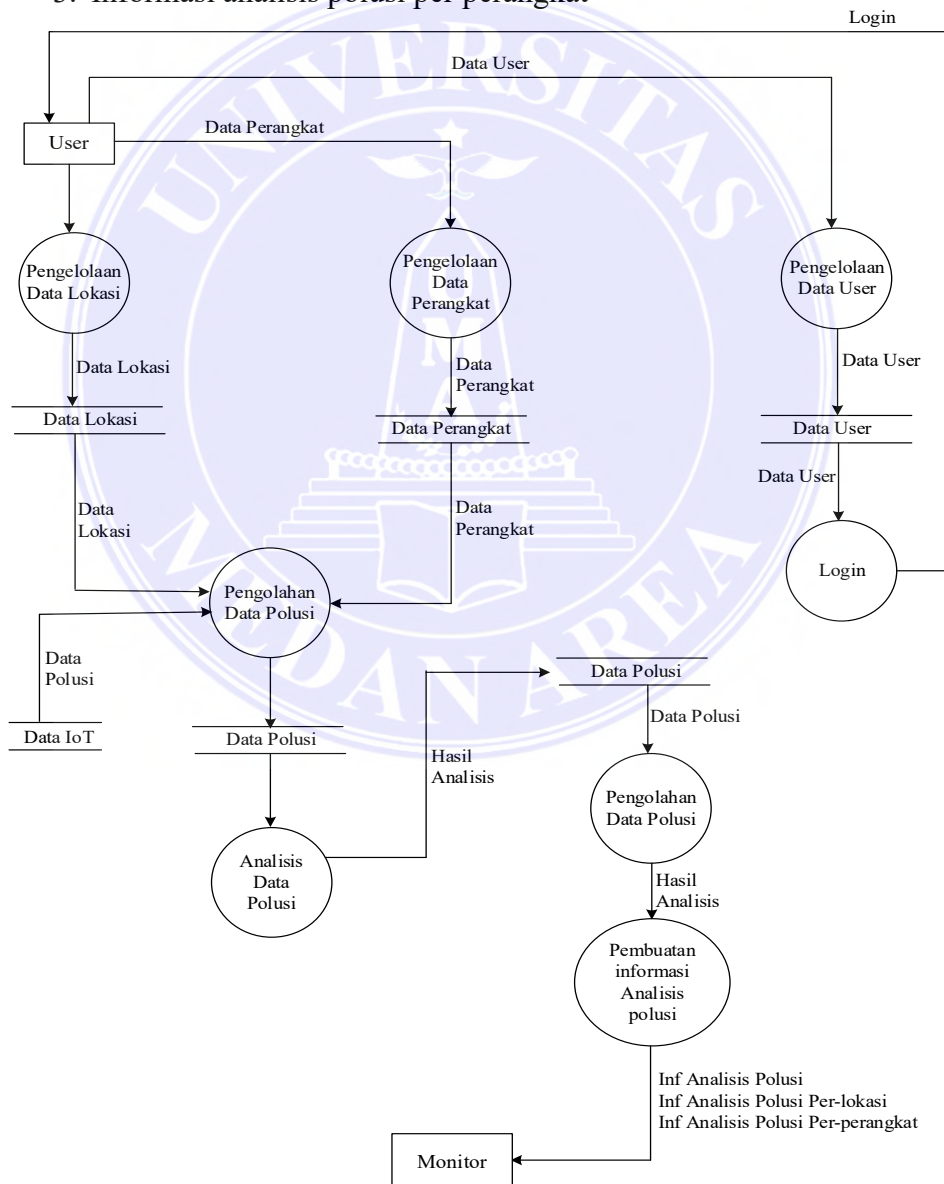 3. Informasi analisis polusi per perangkat
Login
Data User
Data Perangkat
User
Pengelolaan
Data Lokasi
Pengelolaan
Data
Perangkat
Pengelolaan
Data User
Data Lokasi
Data
Perangkat
Data User
Data Lokasi
Data Perangkat
Data User
Data User
Data
Lokasi
Data
Perangkat
Login
Pengolahan
Data Polusi
Data
Polusi
Data IoT
Data Polusi
Hasil
Analisis
Data Polusi
Data Polusi
Pengolahan
Data Polusi
Analisis
Data
Polusi
Hasil
Analisis
Pembuatan
informasi
Analisis
polusi
Inf Analisis Polusi
Inf Analisis Polusi Per-lokasi
Inf Analisis Polusi Per-perangkat
Monitor
UNIVERSITAS
MEDAN AREA
U
M
A